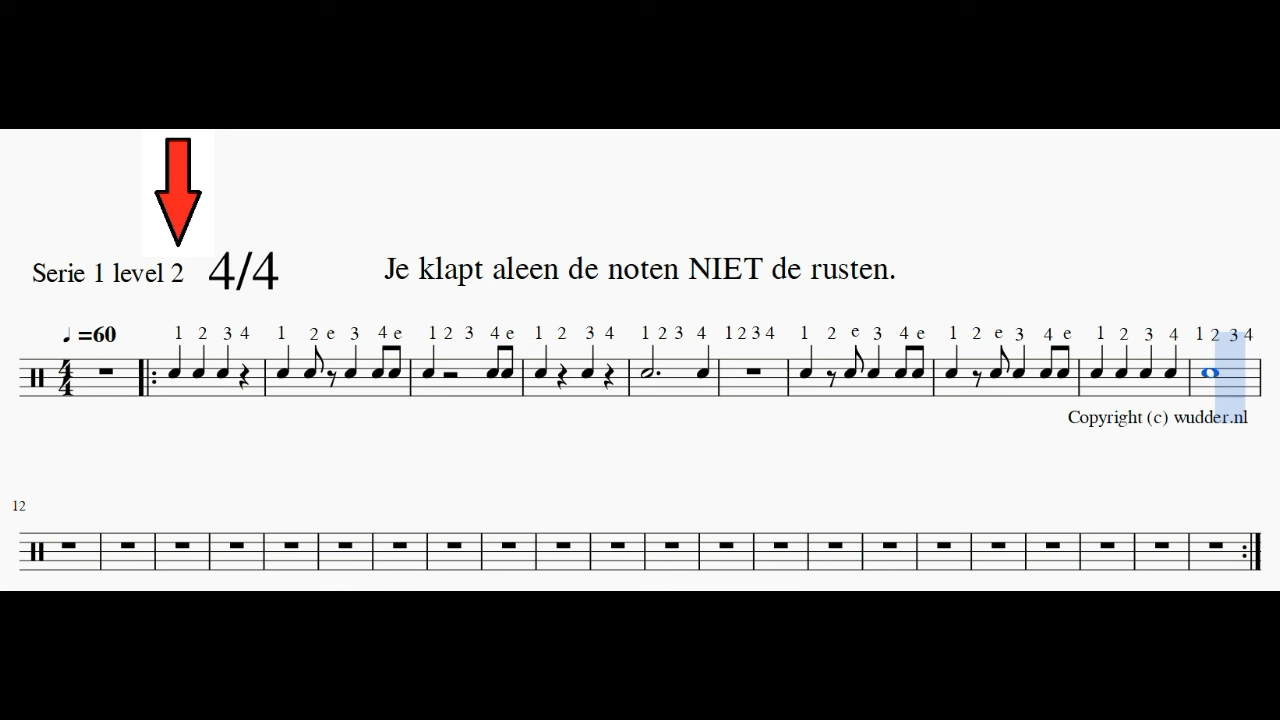 Serie 1 level 2 4/4 Je klapt aleen de noten NIET de rusten.
=60 1 2 3 4 1 2 e 3 4 e 1 2 3 4 e 1 2 3 4 1 2 3 4 1 2 3 4 1 2 e 3 4 e 1 2 e 3 4 e 1 2 3 4 1 2 3 4
4
4
Copyright (c) wudder.nl
12